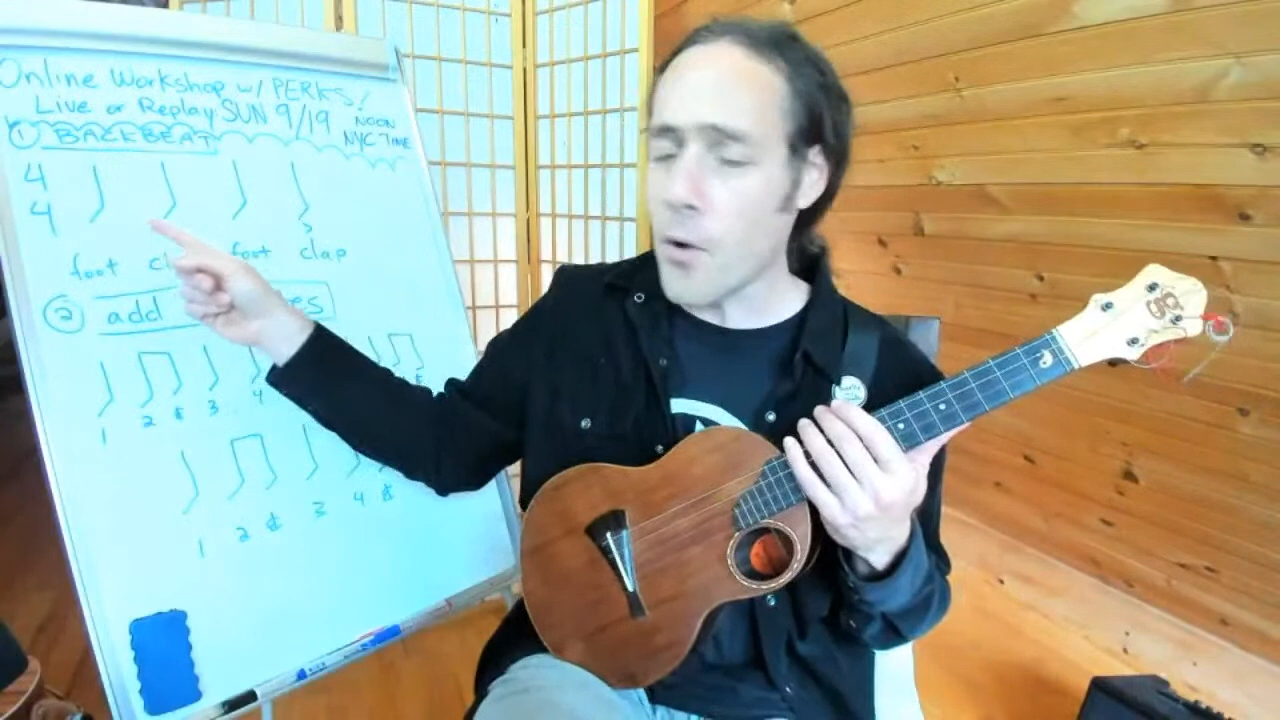 Online Workshop w/ PERKS!
Live or Replay SUN 9/19 NOON
NYC TIME
① BACKBEAT
4
4
foot foot clap
② add
1 2 & 3 4
1 2 & 3 4 &